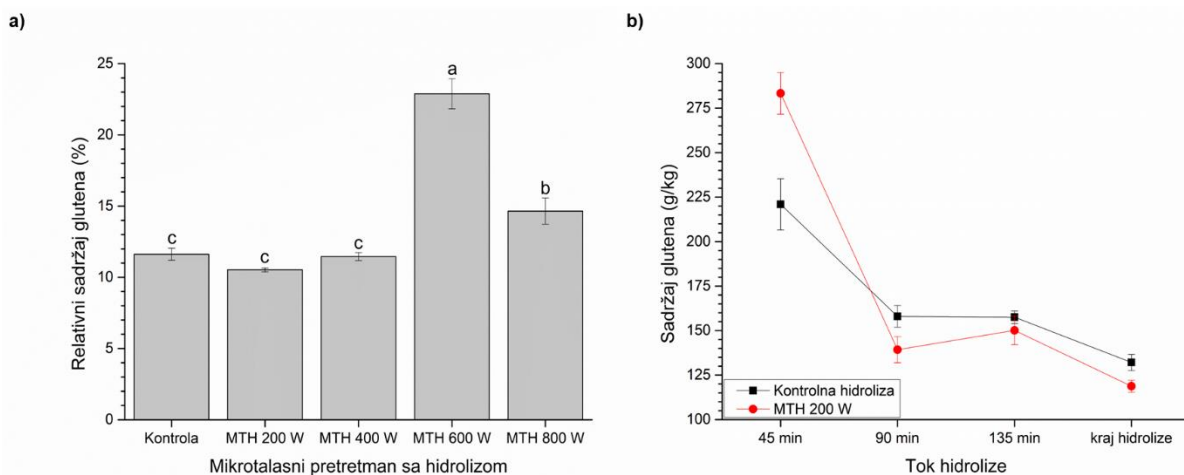 a)
Relativni sadržaj glutena (%)
25
20
15
10
5
0
c
c
c
a
b
Kontrola MTH 200 W MTH 400 W MTH 600 W MTH 800 W
Mikrotalasni pretretman sa hidrolizom
b)
Sadržaj glutena (g/kg)
300
275
250
225
200
175
150
125
100
Kontrolna hidroliza
MTH 200 W
45 min 90 min 135 min kraj hidrolize
Tok hidrolize